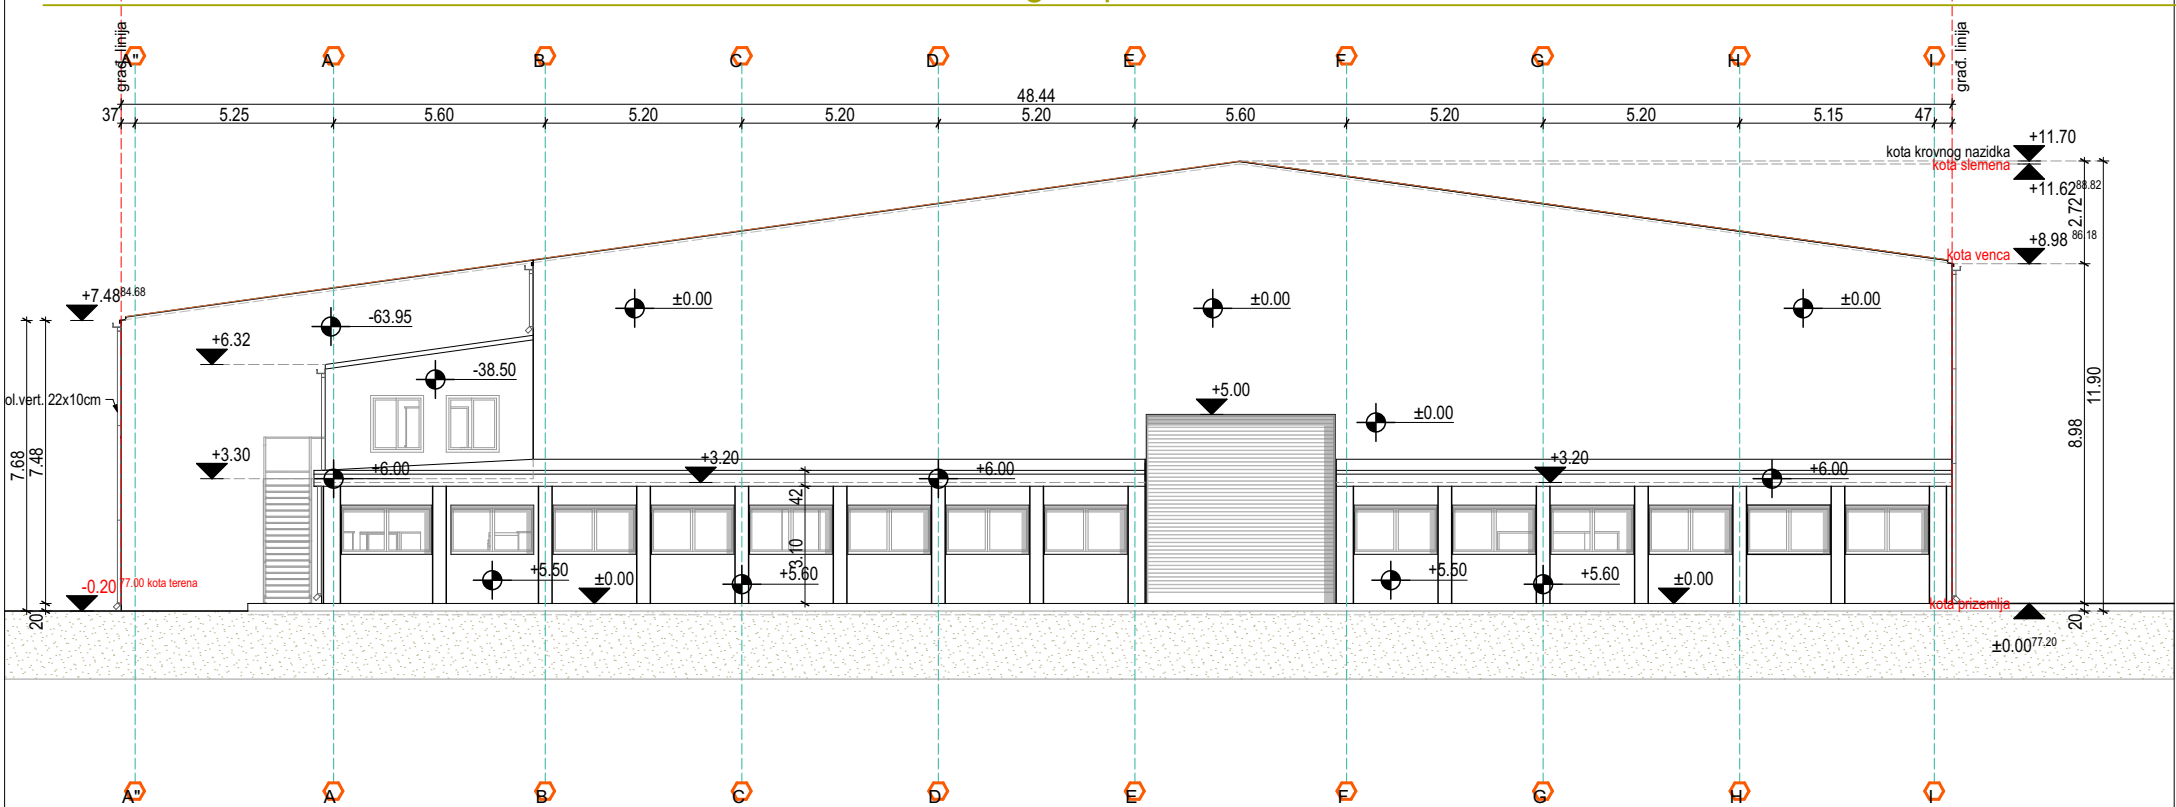 građ. linija
građ. linija
A" A B C D E F G H I
48.44
37 5.25 5.60 5.20 5.20 5.20 5.60 5.20 5.20 5.15 47
+11.70
kota krovnog nazidka
kota slemena
+11.62 88.82
2.72
+8.98 86.18
kota venca
+7.48 84.68
±0.00 ±0.00 ±0.00
-63.95
+6.32
-38.50
+5.00
ol.vert. 22x10cm
±0.00
11.90
8.98
7.68
7.48
+3.30
+6.00 +3.20 +6.00 +3.20 +6.00
42
3.10
+5.50 ±0.00 +5.60 +5.50 +5.60 ±0.00
-0.20 77.00 kota terena
kota prizemlja
20
20
±0.00 77.20
A" A B C D E F G H I